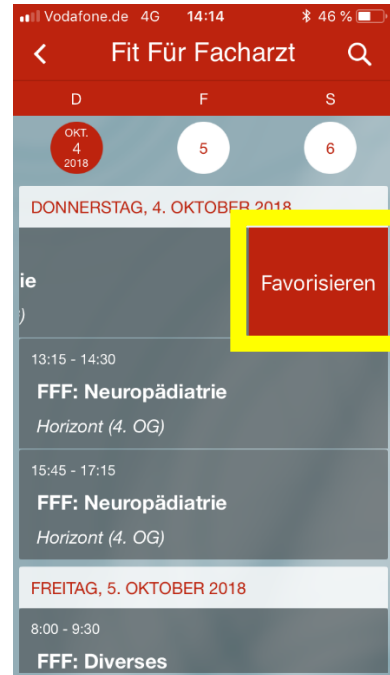 Vodafone.de 4G 14:14 46 %
Fit Für Facharzt
D F S
OKT.
4 5 6
2018
DONNERSTAG, 4. OKTOBER 2018
ie Favorisieren
)
13:15 - 14:30
FFF: Neuropädiatrie
Horizont (4. OG)
15:45 - 17:15
FFF: Neuropädiatrie
Horizont (4. OG)
FREITAG, 5. OKTOBER 2018
8:00 - 9:30
FFF: Diverses